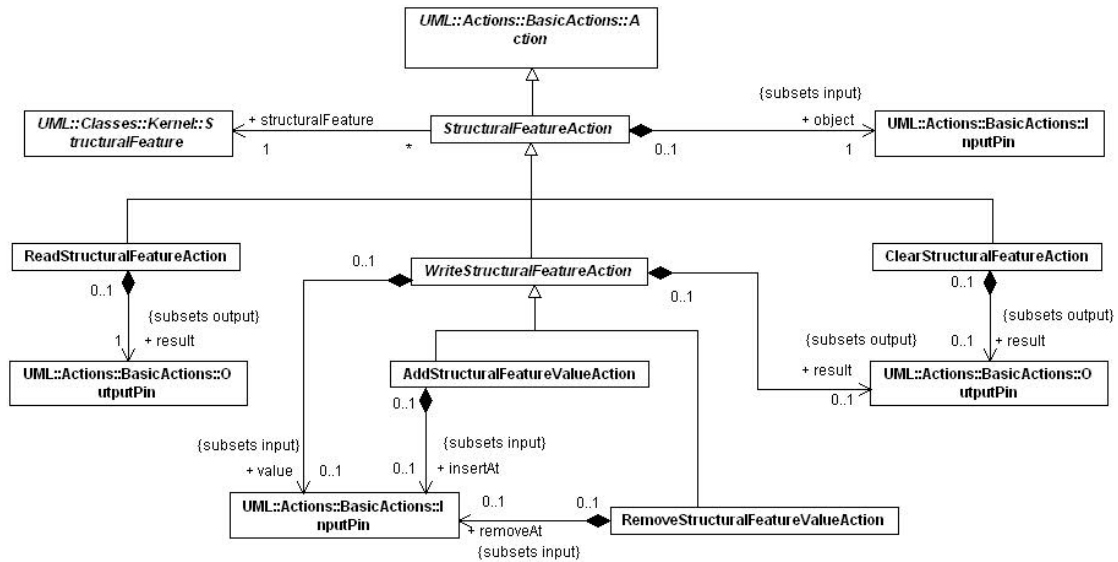 UML::Actions::BasicActions::A
ction
{subsets input}
UML::Classes::Kernel::S
tructuralFeature
+ structuralFeature
1
*
StructuralFeatureAction
0..1
+ object
1
UML::Actions::BasicActions::I
nputPin
ReadStructuralFeatureAction
0..1
{subsets output}
1
+ result
UML::Actions::BasicActions::O
utputPin
0..1
WriteStructuralFeatureAction
0..1
ClearStructuralFeatureAction
0..1
{subsets output}
0..1
+ result
{subsets output}
+ result
0..1
UML::Actions::BasicActions::O
utputPin
AddStructuralFeatureValueAction
0..1
{subsets input}
+ value
0..1
{subsets input}
0..1
+ insertAt
UML::Actions::BasicActions::I
nputPin
0..1
0..1
+ removeAt
{subsets input}
RemoveStructuralFeatureValueAction